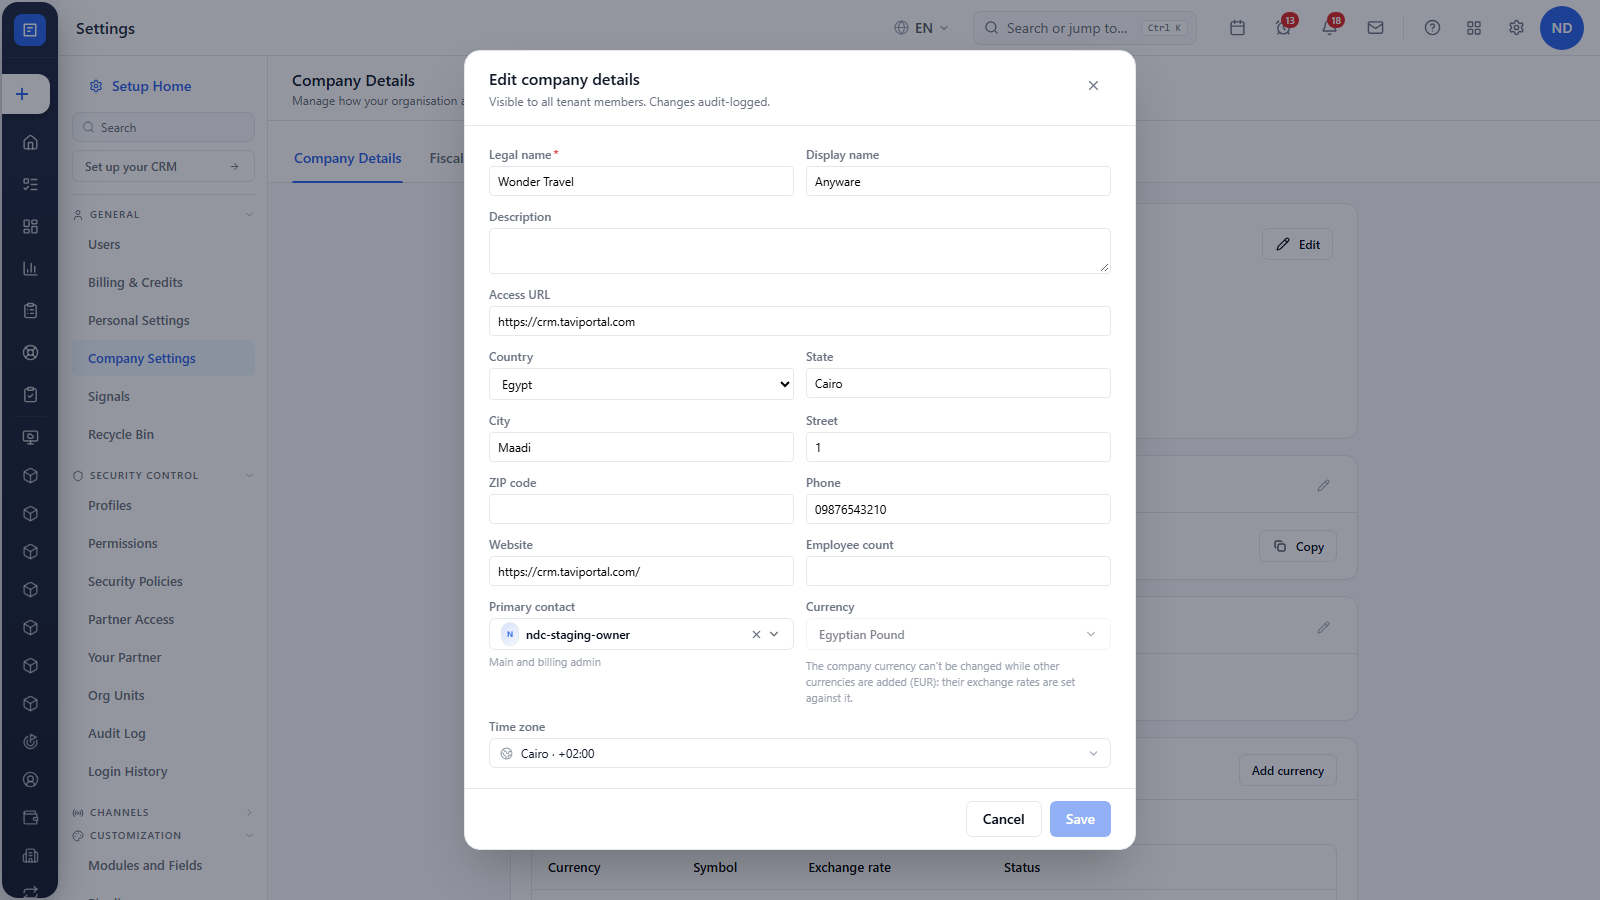 Settings
EN
Search or jump to...
Ctrl K
13
18
ND
Setup Home
Search
Set up your CRM
GENERAL
Users
Billing & Credits
Personal Settings
Company Settings
Signals
Recycle Bin
SECURITY CONTROL
Profiles
Permissions
Security Policies
Partner Access
Your Partner
Org Units
Audit Log
Login History
CHANNELS
CUSTOMIZATION
Modules and Fields
Company Details
Manage how your organisation a
Company Details
Fiscal
Edit
Copy
Add currency
Currency
Symbol
Exchange rate
Status
Edit company details
Visible to all tenant members. Changes audit-logged.
Legal name*
Wonder Travel
Display name
Anyware
Description
Access URL
https://crm.taviportal.com
Country
Egypt
State
Cairo
City
Maadi
Street
1
ZIP code
Phone
09876543210
Website
https://crm.taviportal.com/
Employee count
Primary contact
N
ndc-staging-owner
Main and billing admin
Currency
Egyptian Pound
The company currency can't be changed while other
currencies are added (EUR): their exchange rates are set
against it.
Time zone
Cairo · +02:00
Cancel
Save